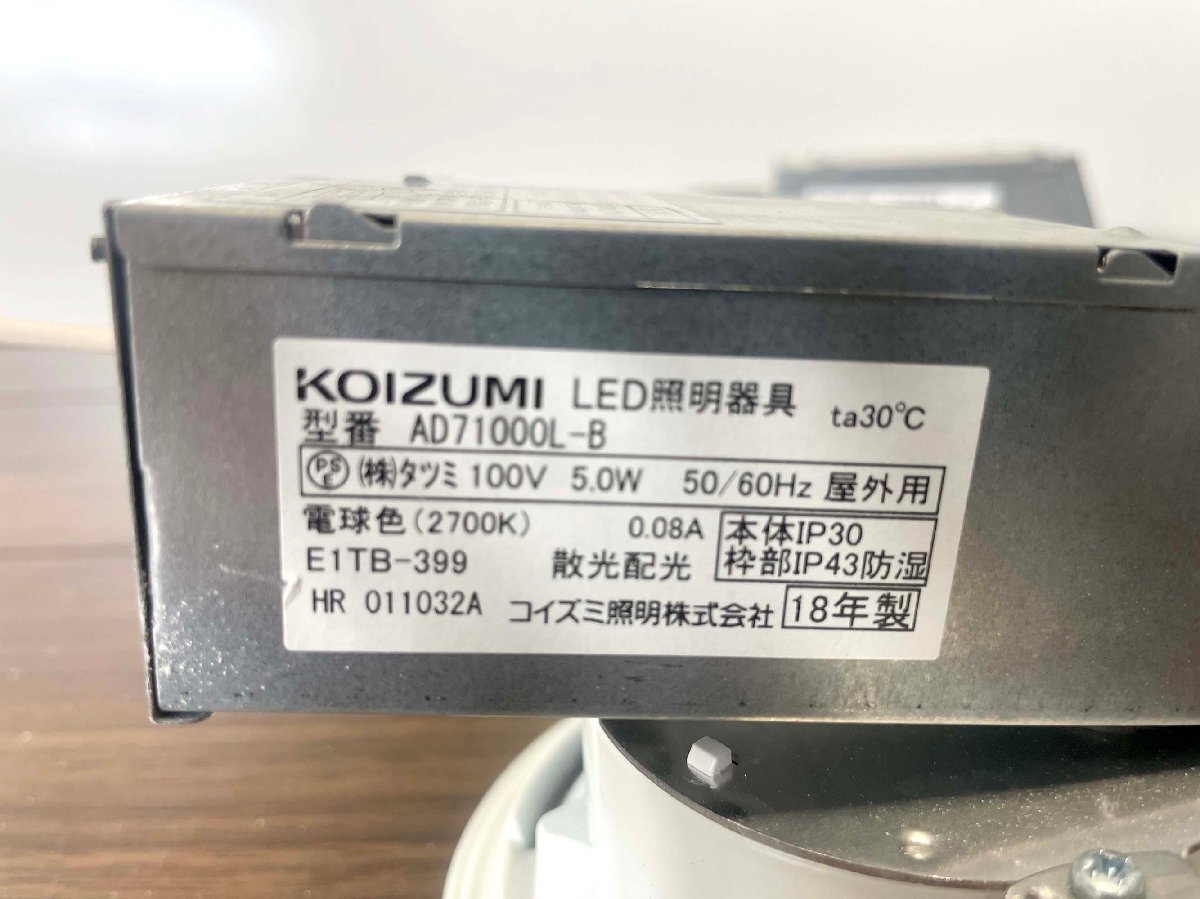 KOIZUMI LED照明器具 ta30℃
型番 AD71000L-B
PS E (株)タツミ 100V 5.0W 50/60Hz 屋外用
電球色(2700K) 0.08A 本体IP30
E1TB-399 散光配光 枠部IP43防湿
HR 011032A コイズミ照明株式会社 18年製